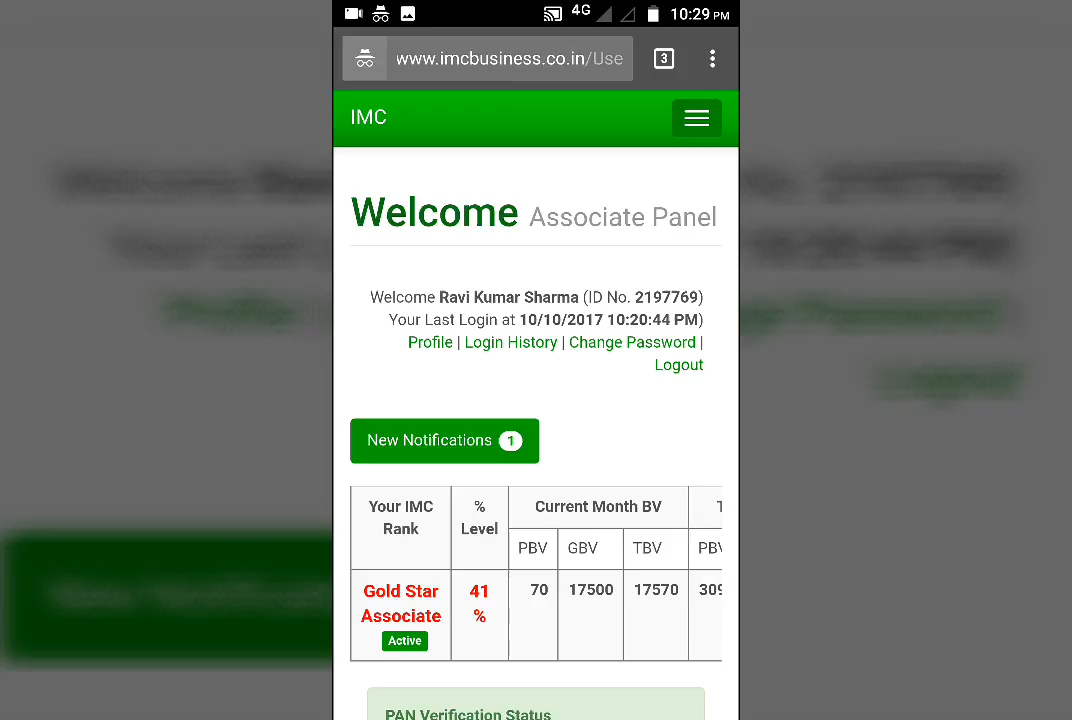 4G 10:29 PM
www.imcbusiness.co.in/Use 3
IMC
Welcome Associate Panel
Welcome Ravi Kumar Sharma (ID No. 2197769)
Your Last Login at 10/10/2017 10:20:44 PM)
Profile | Login History | Change Password |
Logout
New Notifications 1
Your IMC % Current Month BV T
Rank Level
PBV GBV TBV PBV
Gold Star 41 70 17500 17570 309
Associate %
Active
PAN Verification Status